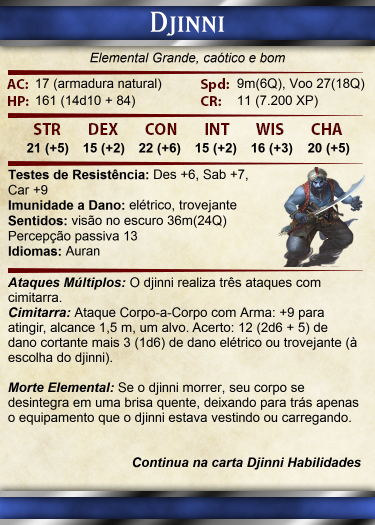 Djinni
Elemental Grande, caótico e bom
AC: 17 (armadura natural) Spd: 9m(6Q), Voo 27(18Q)
HP: 161 (14d10 + 84) CR: 11 (7.200 XP)
STR DEX CON INT WIS CHA
21 (+5) 15 (+2) 22 (+6) 15 (+2) 16 (+3) 20 (+5)
Testes de Resistência: Des +6, Sab +7,
Car +9
Imunidade a Dano: elétrico, trovejante
Sentidos: visão no escuro 36m(24Q)
Percepção passiva 13
Idiomas: Auran
Ataques Múltiplos: O djinni realiza três ataques com
cimitarra.
Cimitarra: Ataque Corpo-a-Corpo com Arma: +9 para
atingir, alcance 1,5 m, um alvo. Acerto: 12 (2d6 + 5) de
dano cortante mais 3 (1d6) de dano elétrico ou trovejante (à
escolha do djinni).
Morte Elemental: Se o djinni morrer, seu corpo se
desintegra em uma brisa quente, deixando para trás apenas
o equipamento que o djinni estava vestindo ou carregando.
Continua na carta Djinni Habilidades